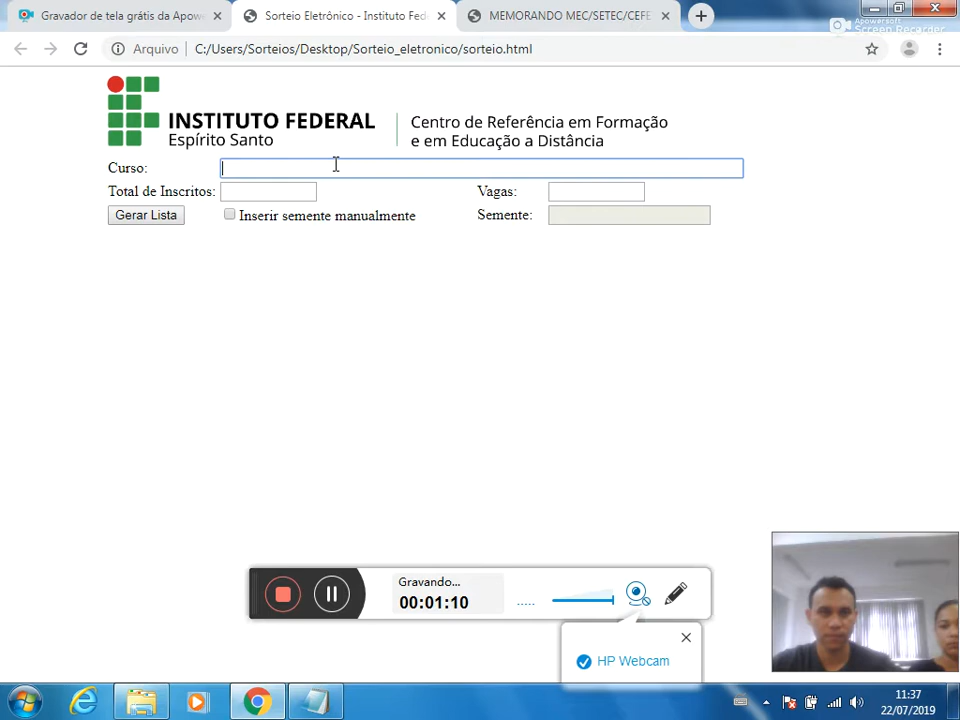 Gravador de tela grátis da Apowe
Sorteio Eletrônico - Instituto Fede
MEMORANDO MEC/SETEC/CEFE
Apowersoft
Screen Recorder
Arquivo
C:/Users/Sorteios/Desktop/Sorteio_eletronico/sorteio.html
INSTITUTO FEDERAL
Espírito Santo
Centro de Referência em Formação
e em Educação a Distância
Curso:
Total de Inscritos:
Vagas:
Gerar Lista
Inserir semente manualmente
Semente:
Gravando...
00:01:10
HP Webcam
11:37
22/07/2019